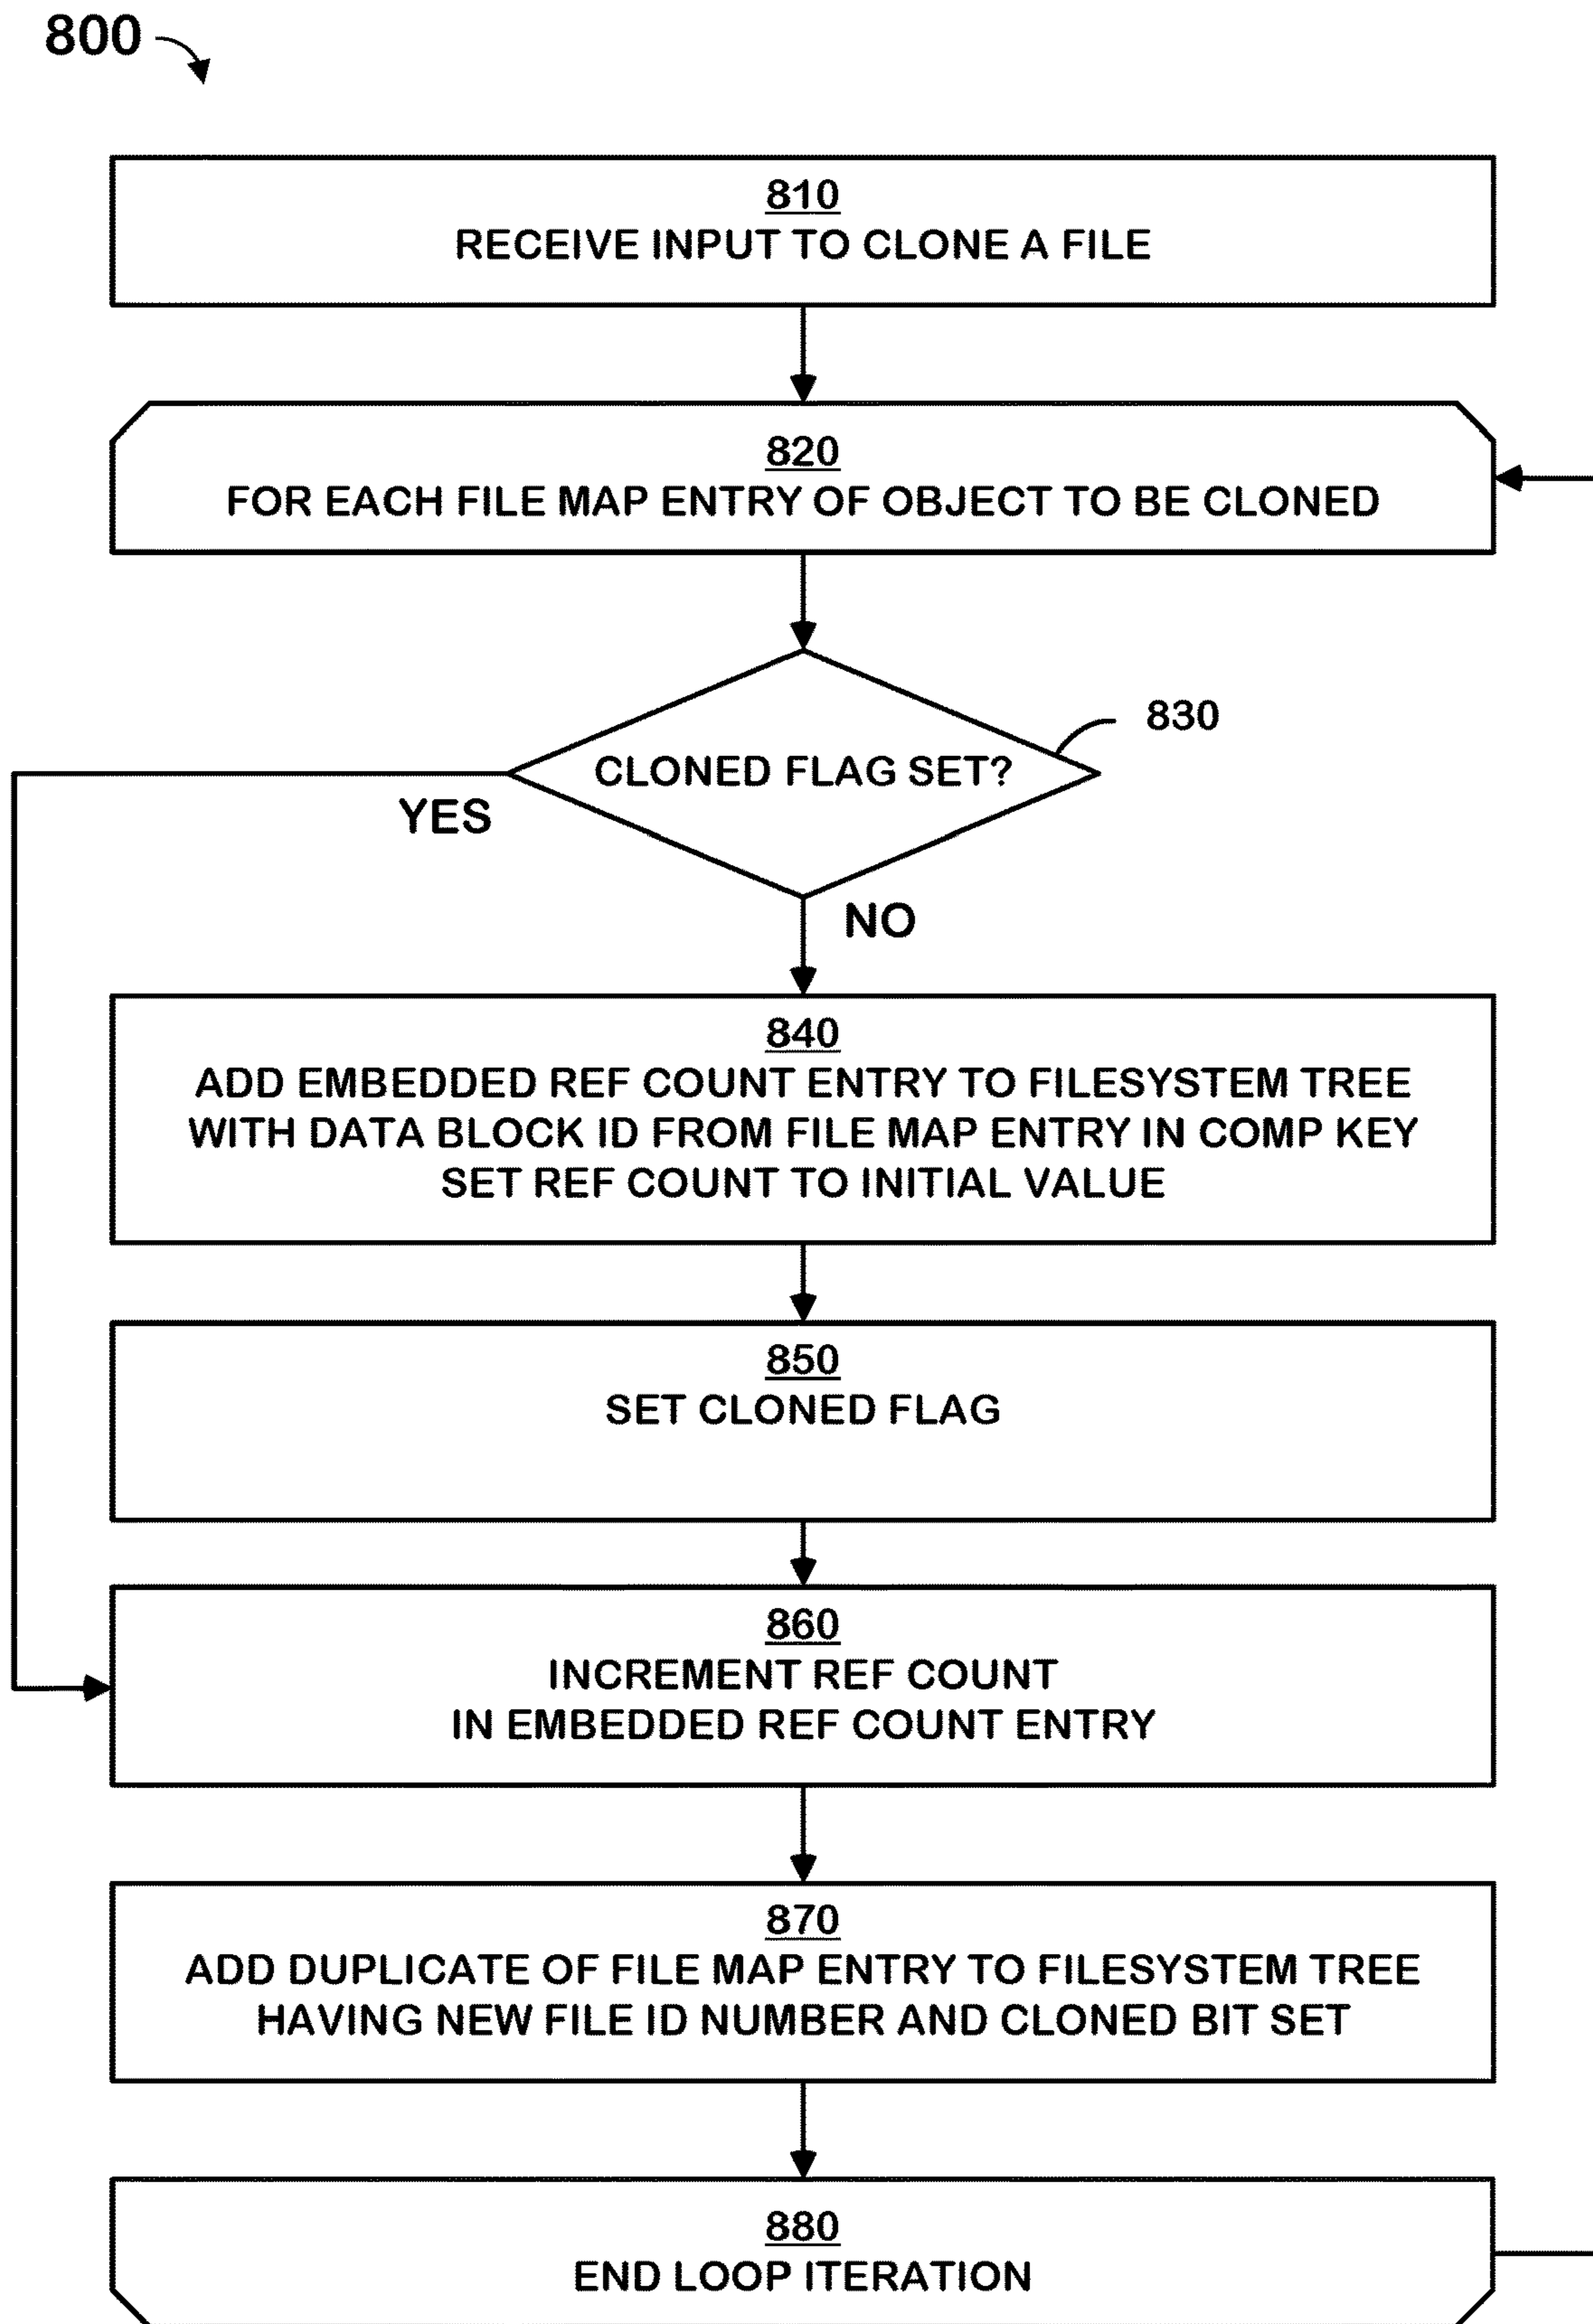 800
810
RECEIVE INPUT TO CLONE A FILE
820
FOR EACH FILE MAP ENTRY OF OBJECT TO BE CLONED
830
CLONED FLAG SET?
YES
NO
840
ADD EMBEDDED REF COUNT ENTRY TO FILESYSTEM TREE
WITH DATA BLOCK ID FROM FILE MAP ENTRY IN COMP KEY
SET REF COUNT TO INITIAL VALUE
850
SET CLONED FLAG
860
INCREMENT REF COUNT
IN EMBEDDED REF COUNT ENTRY
870
ADD DUPLICATE OF FILE MAP ENTRY TO FILESYSTEM TREE
HAVING NEW FILE ID NUMBER AND CLONED BIT SET
880
END LOOP ITERATION